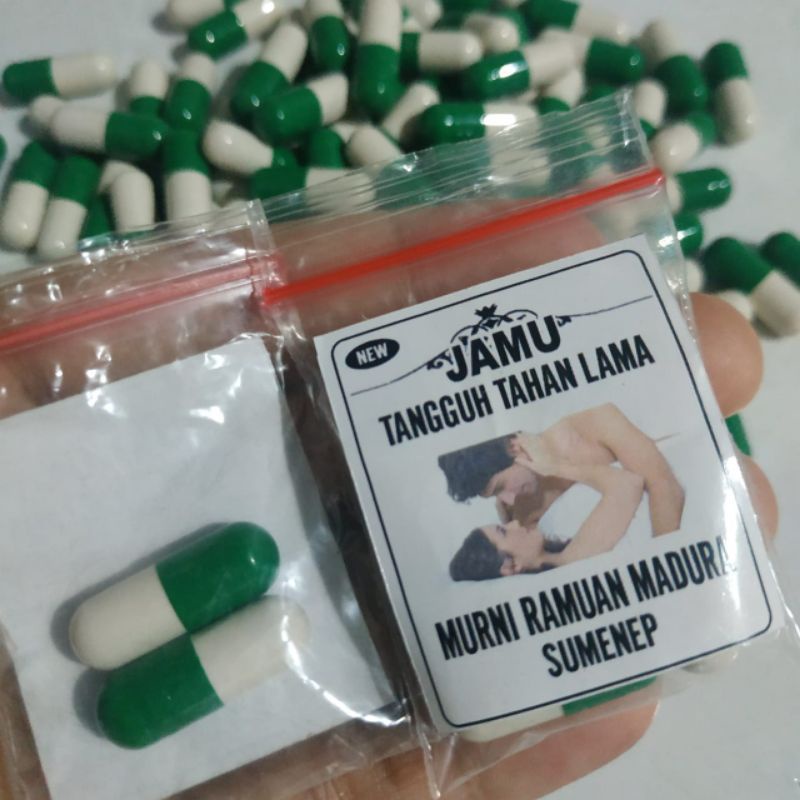 NEW
JAMU
TANGGUH TAHAN LAMA
MURNI RAMUAN MADURA
SUMENEP